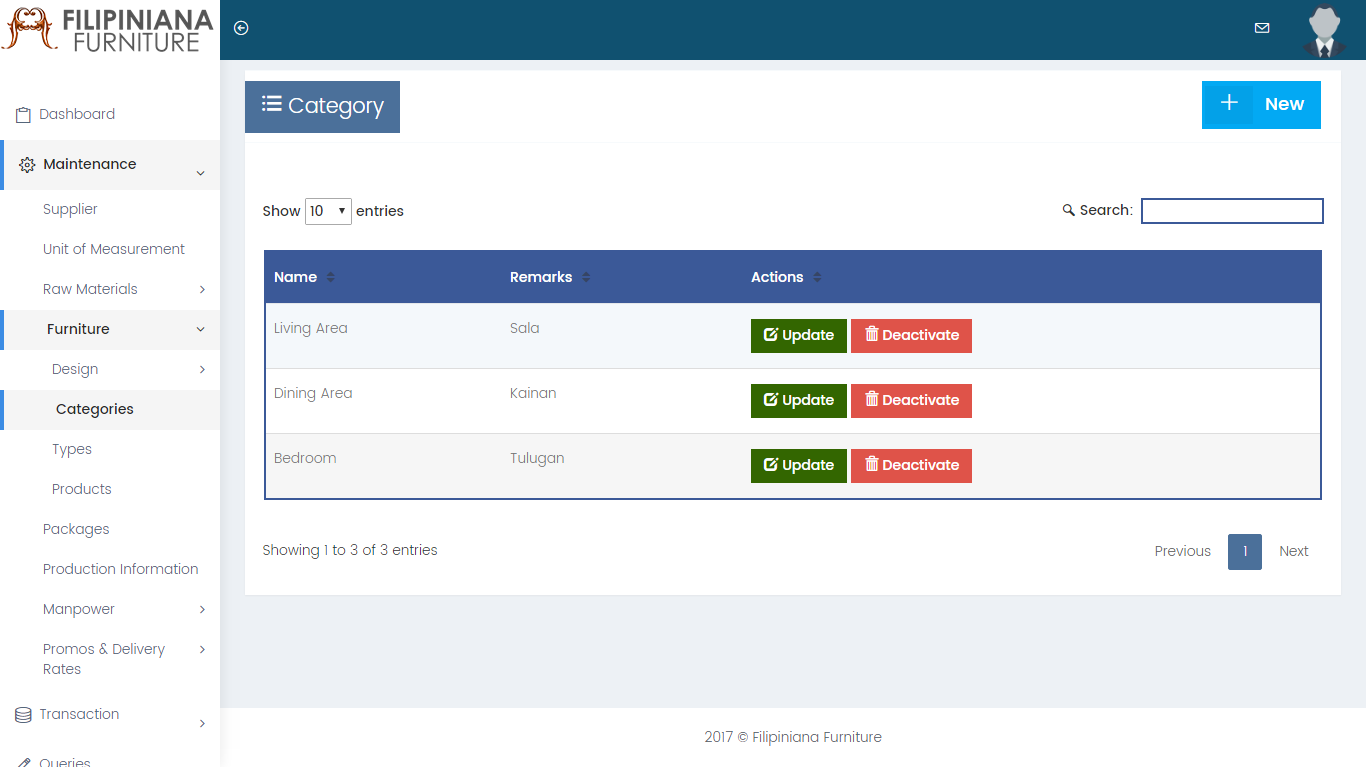 FILIPINIANA
FURNITURE
Dashboard
Maintenance
Supplier
Unit of Measurement
Raw Materials
Furniture
Design
Categories
Types
Products
Packages
Production Information
Manpower
Promos & Delivery
Rates
Transaction
Queries
Category
New
Show 10 entries
Search:
Name Remarks Actions
Living Area Sala Update Deactivate
Dining Area Kainan Update Deactivate
Bedroom Tulugan Update Deactivate
Showing 1 to 3 of 3 entries
Previous 1 Next
2017 © Filipiniana Furniture